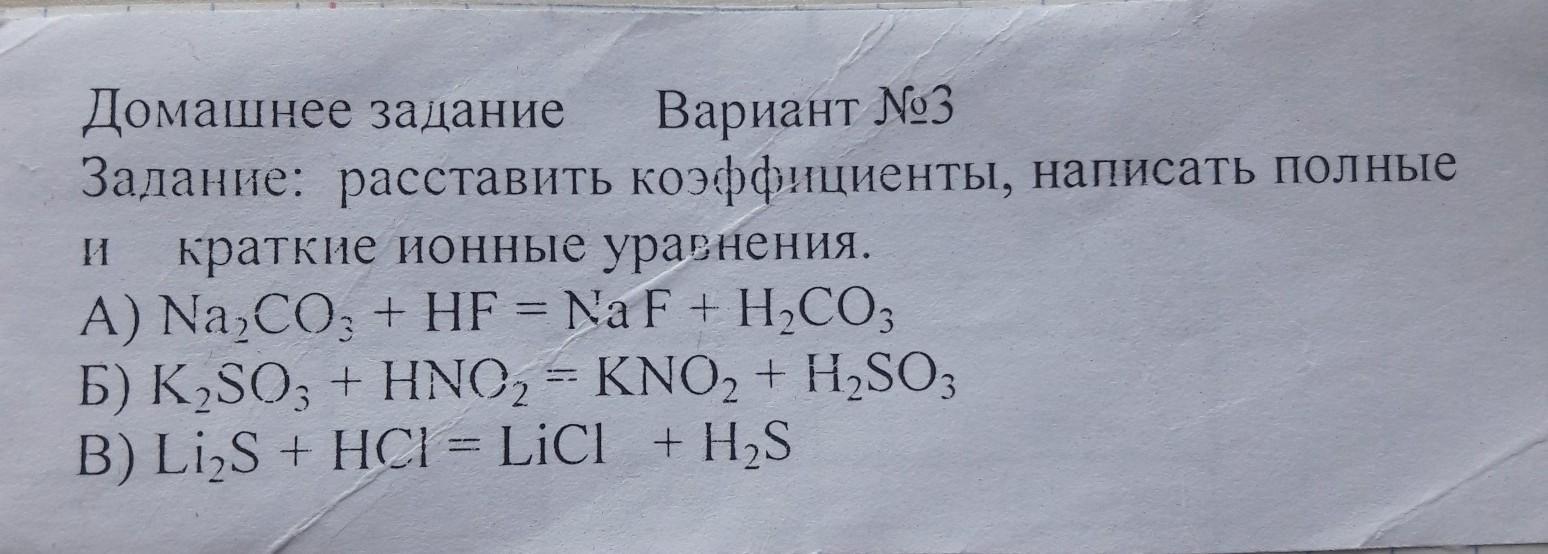 Домашнее задание Вариант №3
Задание: расставить коэффициенты, написать полные
и краткие ионные уравнения.
А) Na₂CO₃ + HF = Na F + H₂CO₃
Б) K₂SO₃ + HNO₂ = KNO₂ + H₂SO₃
В) Li₂S + HCl = LiCl + H₂S